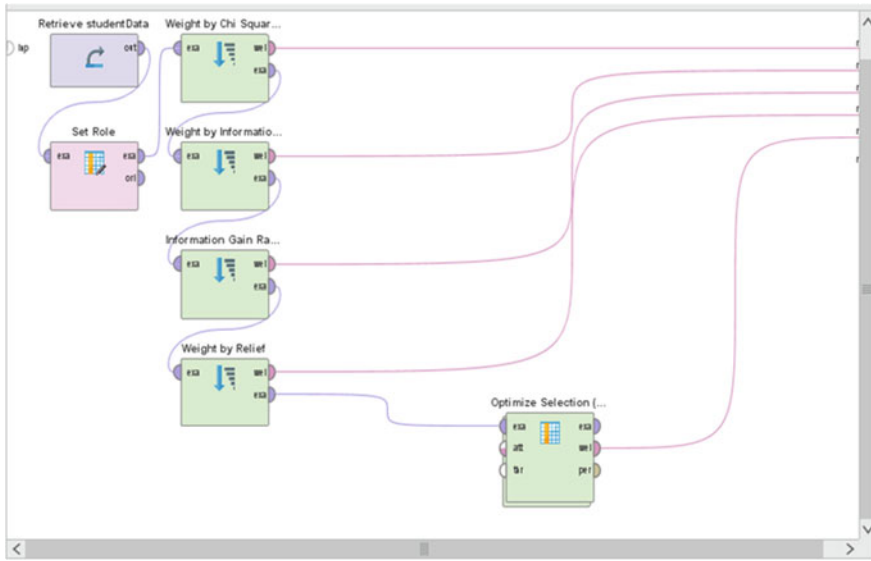 inp
Retrieve studentData
out
Set Role
exa
exa
ori
Weight by Chi Squar...
exa
wei
exa
Weight by Informatio...
exa
wei
exa
Information Gain Ra...
exa
wei
exa
Weight by Relief
exa
wei
exa
Optimize Selection (...
exa
exa
att
wei
thr
per